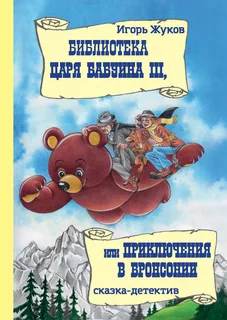 Игорь Жуков
БИБЛИОТЕКА
ЦАРЯ БАБУИНА III,
или ПРИКЛЮЧЕНИЯ
В БРОНСОНИИ
сказка-детектив